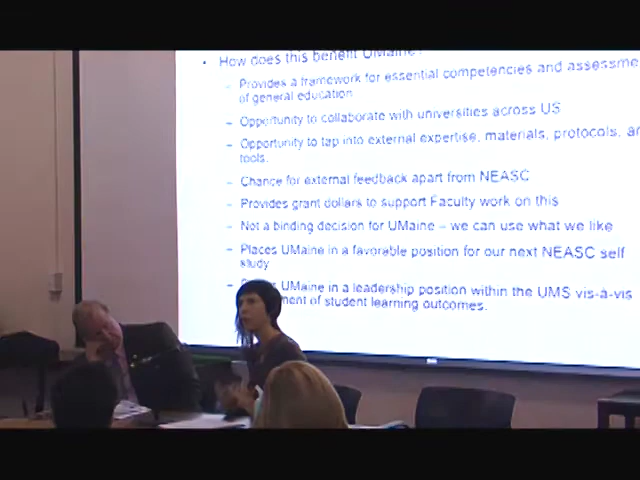 • How does this benefit UMaine?
– Provides a framework for essential competencies and assessme
of general education
– Opportunity to collaborate with universities across US
– Opportunity to tap into external expertise, materials, protocols, an
tools.
– Chance for external feedback apart from NEASC
– Provides grant dollars to support Faculty work on this
– Not a binding decision for UMaine – we can use what we like
– Places UMaine in a favorable position for our next NEASC self
study
– UMaine in a leadership position within the UMS vis-à-vis
ment of student learning outcomes.